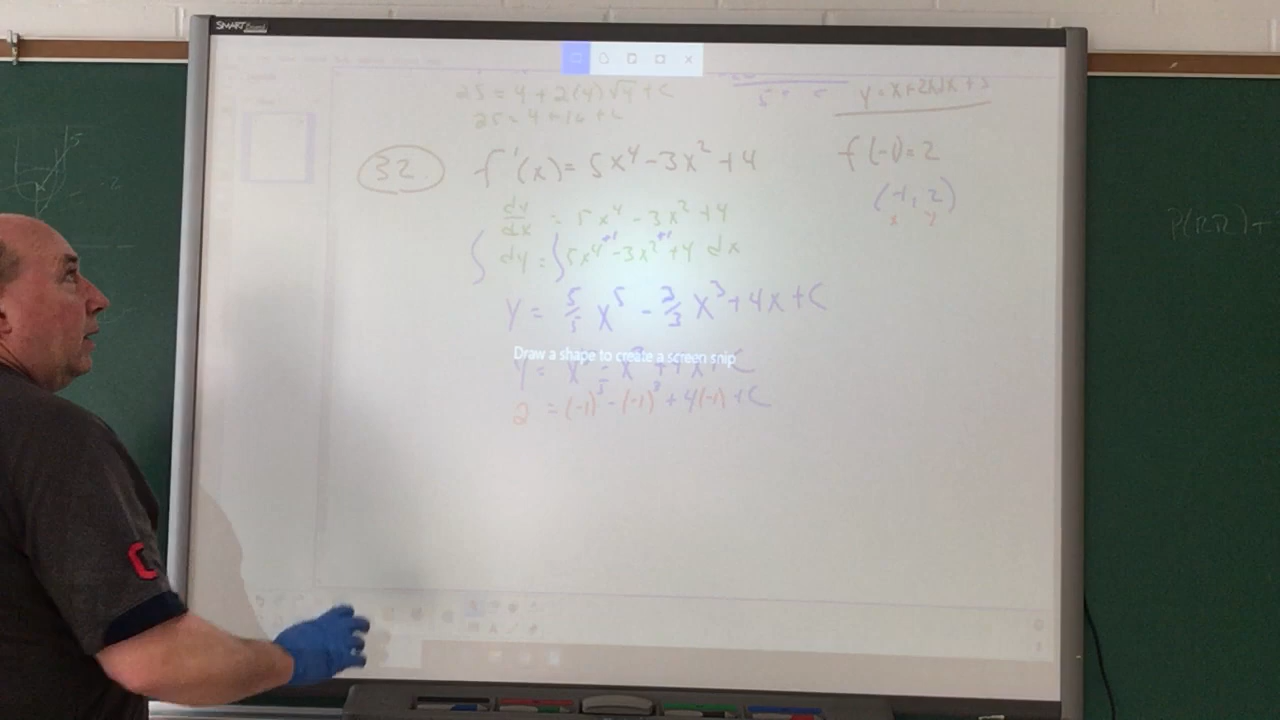 SMART Board
25 = 4 + 2(4)√4 + C
25 = 4 + 16 + C
y = x + 2x√x + 5
32. f'(x) = 5x⁴ - 3x² + 4
f(-1) = 2
(-1, 2)
x y
dy/dx = 5x⁴ - 3x² + 4
∫ dy = ∫ 5x⁴⁺¹ - 3x²⁺¹ + 4 dx
y = 5/5 x⁵ - 3/3 x³ + 4x + C
Draw a shape to create a screen snip
y = x⁵ - x³ + 4x + C
2 = (-1)⁵ - (-1)³ + 4(-1) + C
C